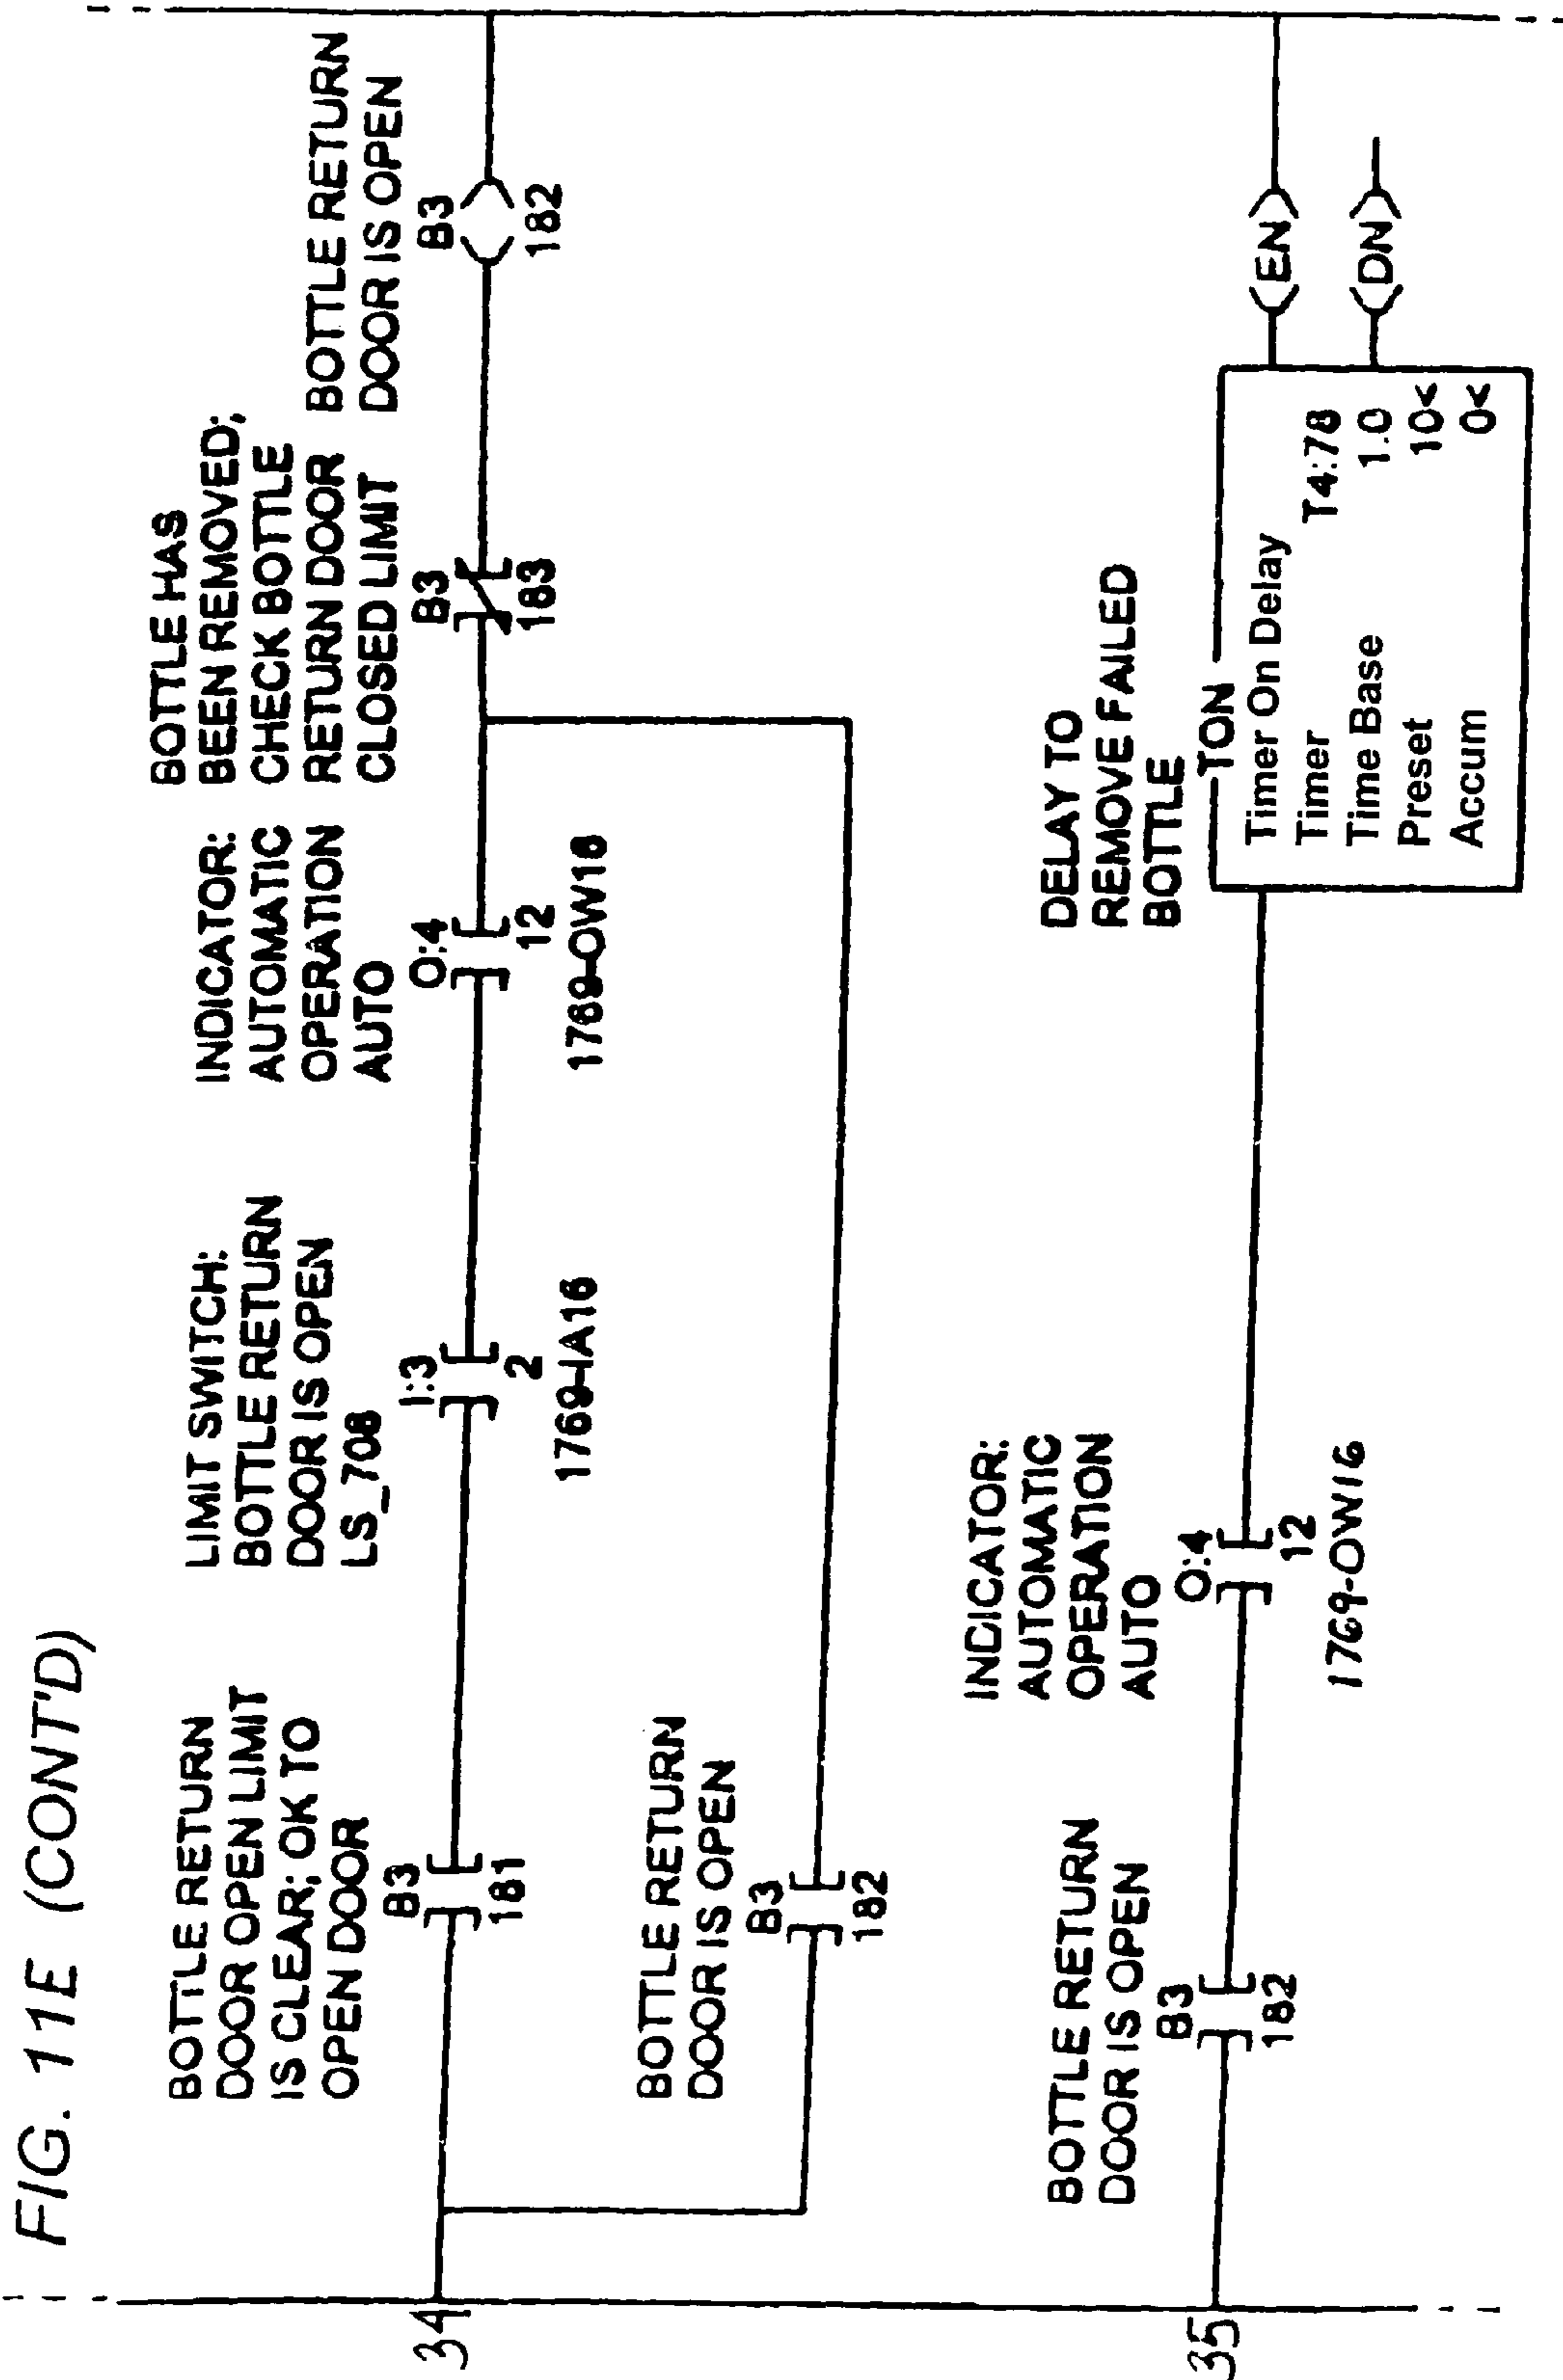 FIG. 11E (CONT'D)
34
BOTTLE RETURN
DOOR OPEN LIMIT
IS CLEAR; OK TO
OPEN DOOR
B3
181
LIMIT SWITCH:
BOTTLE RETURN
DOOR IS OPEN
LS_708
I:3
2
1769-IA16
INDICATOR:
AUTOMATIC
OPERATION
AUTO
O:4
12
1769-OW16
BOTTLE HAS
BEEN REMOVED;
CHECK BOTTLE
RETURN DOOR
CLOSED LIMIT
B3
183
BOTTLE RETURN
DOOR IS OPEN
B3
182
BOTTLE RETURN
DOOR IS OPEN
B3
182
35
BOTTLE RETURN
DOOR IS OPEN
B3
182
INDICATOR:
AUTOMATIC
OPERATION
AUTO
O:4
12
1769-OW16
DELAY TO
REMOVE FAILED
BOTTLE
TON
Timer On Delay
Timer T4:78
Time Base 1.0
Preset 10<
Accum 0<
EN
DN